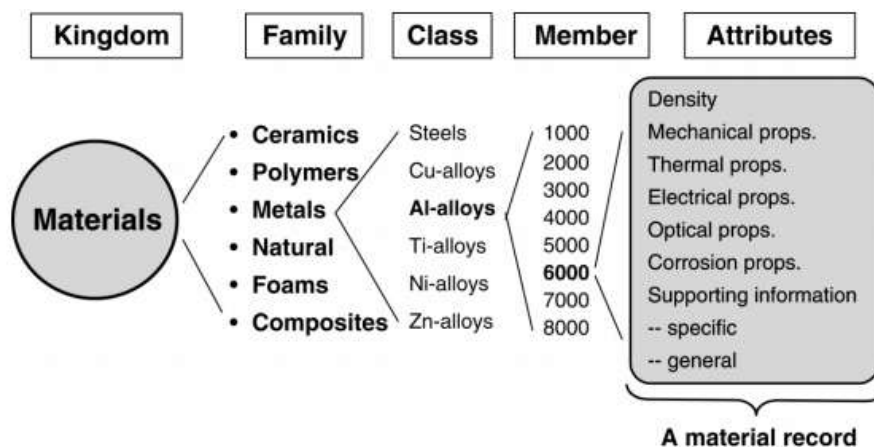 Kingdom
Family
Class
Member
Attributes
Materials
• Ceramics
• Polymers
• Metals
• Natural
• Foams
• Composites
Steels
Cu-alloys
Al-alloys
Ti-alloys
Ni-alloys
Zn-alloys
1000
2000
3000
4000
5000
6000
7000
8000
Density
Mechanical props.
Thermal props.
Electrical props.
Optical props.
Corrosion props.
Supporting information
-- specific
-- general
A material record